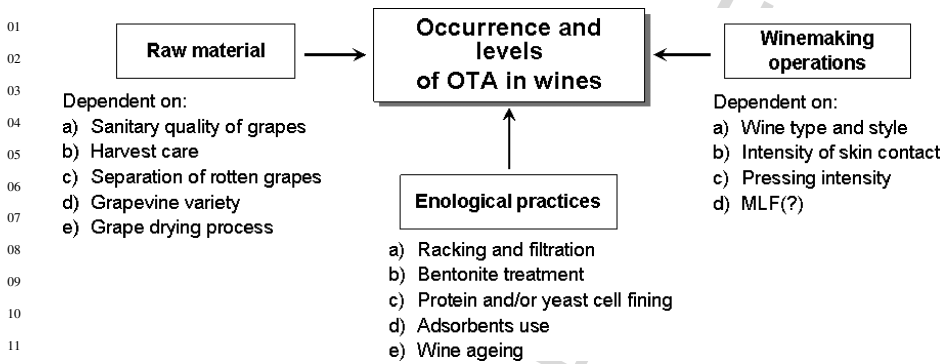 01
02
03
04
05
06
07
08
09
10
11
Raw material
Dependent on:
a) Sanitary quality of grapes
b) Harvest care
c) Separation of rotten grapes
d) Grapevine variety
e) Grape drying process
Occurrence and
levels
of OTA in wines
Enological practices
a) Racking and filtration
b) Bentonite treatment
c) Protein and/or yeast cell fining
d) Adsorbents use
e) Wine ageing
Winemaking
operations
Dependent on:
a) Wine type and style
b) Intensity of skin contact
c) Pressing intensity
d) MLF(?)